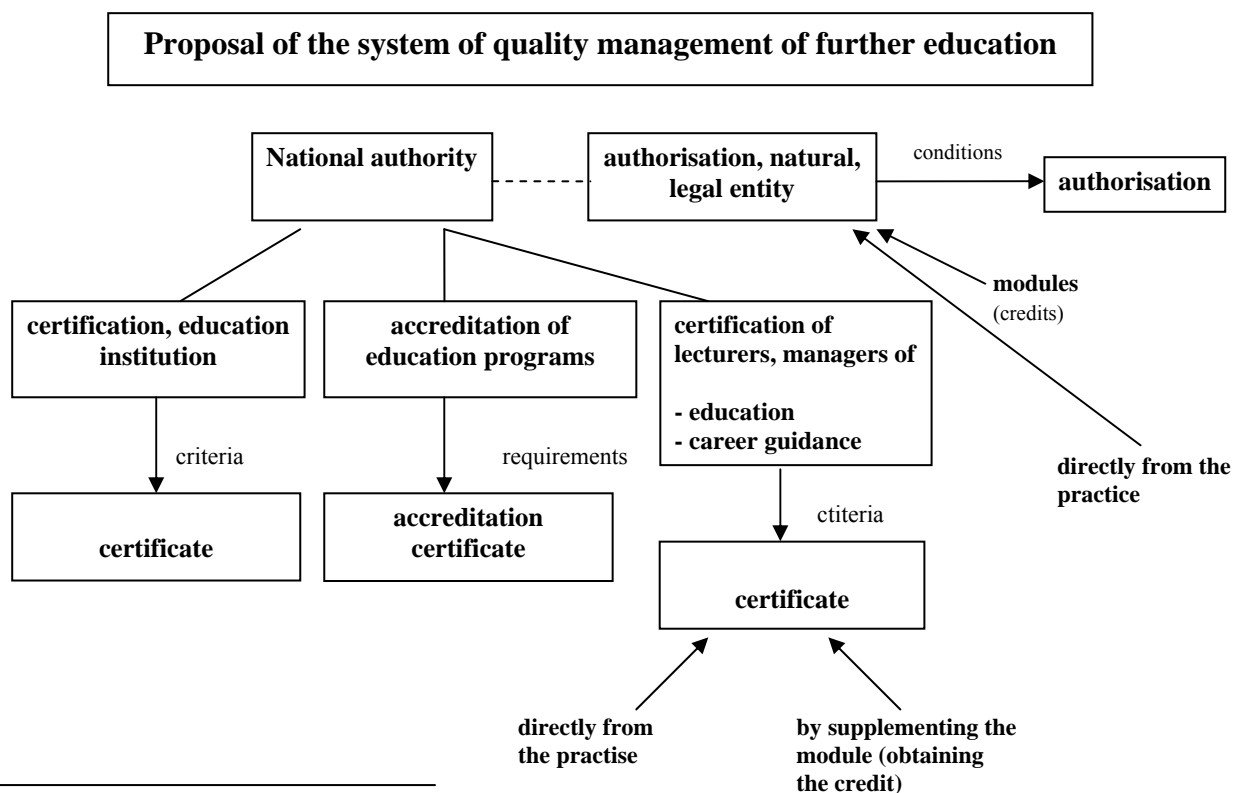 Proposal of the system of quality management of further education
National authority
authorisation, natural,
legal entity
conditions
authorisation
modules
(credits)
certification, education
institution
accreditation of
education programs
certification of
lecturers, managers of
- education
- career guidance
directly from the
practice
criteria
requirements
ctiteria
certificate
accreditation
certificate
certificate
directly from
the practise
by supplementing the
module (obtaining
the credit)